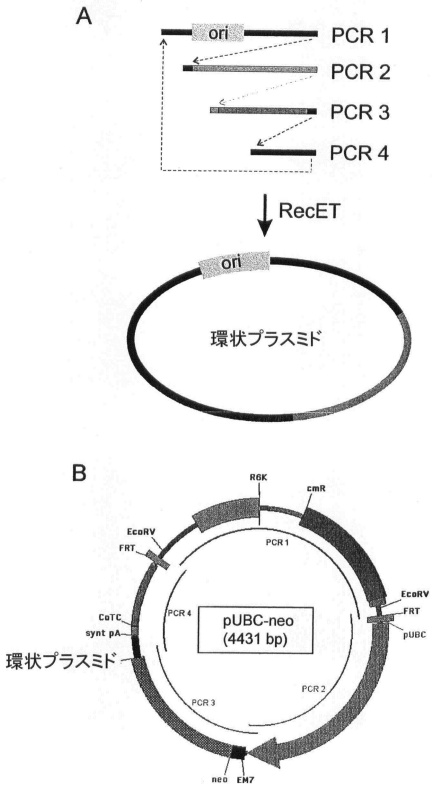 A
ori
PCR 1
PCR 2
PCR 3
PCR 4
RecET
ori
環状プラスミド
B
R6K
cmR
EcoRV
FRT
PCR 1
EcoRV
FRT
pUBC
CoTC
synt pA
PCR 4
pUBC-neo
(4431 bp)
環状プラスミド
PCR 2
PCR 3
neo
EM7